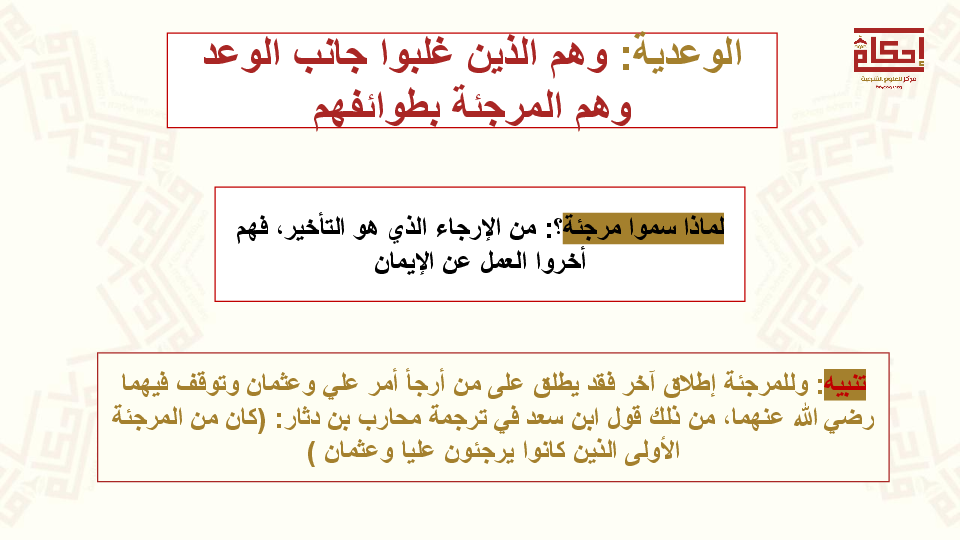 إحكام
مركز للعلوم الشرعية
الوعدية: وهم الذين غلبوا جانب الوعد
وهم المرجئة بطوائفهم
لماذا سموا مرجئة؟: من الإرجاء الذي هو التأخير، فهم
أخروا العمل عن الإيمان
تنبيه: وللمرجئة إطلاق آخر فقد يطلق على من أرجأ أمر علي وعثمان وتوقف فيهما
رضي الله عنهما، من ذلك قول ابن سعد في ترجمة محارب بن دثار: (كان من المرجئة
الأولى الذين كانوا يرجئون عليا وعثمان )